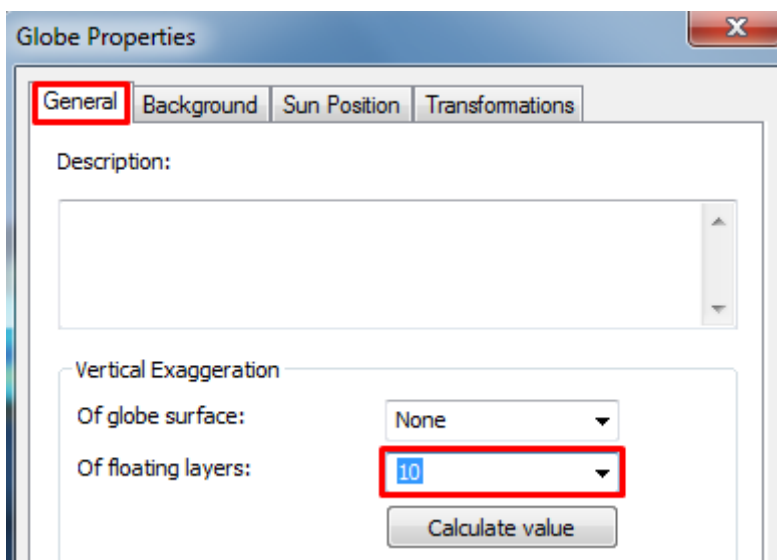 Globe Properties
General Background Sun Position Transformations
Description:
Vertical Exaggeration
Of globe surface: None
Of floating layers: 10
Calculate value